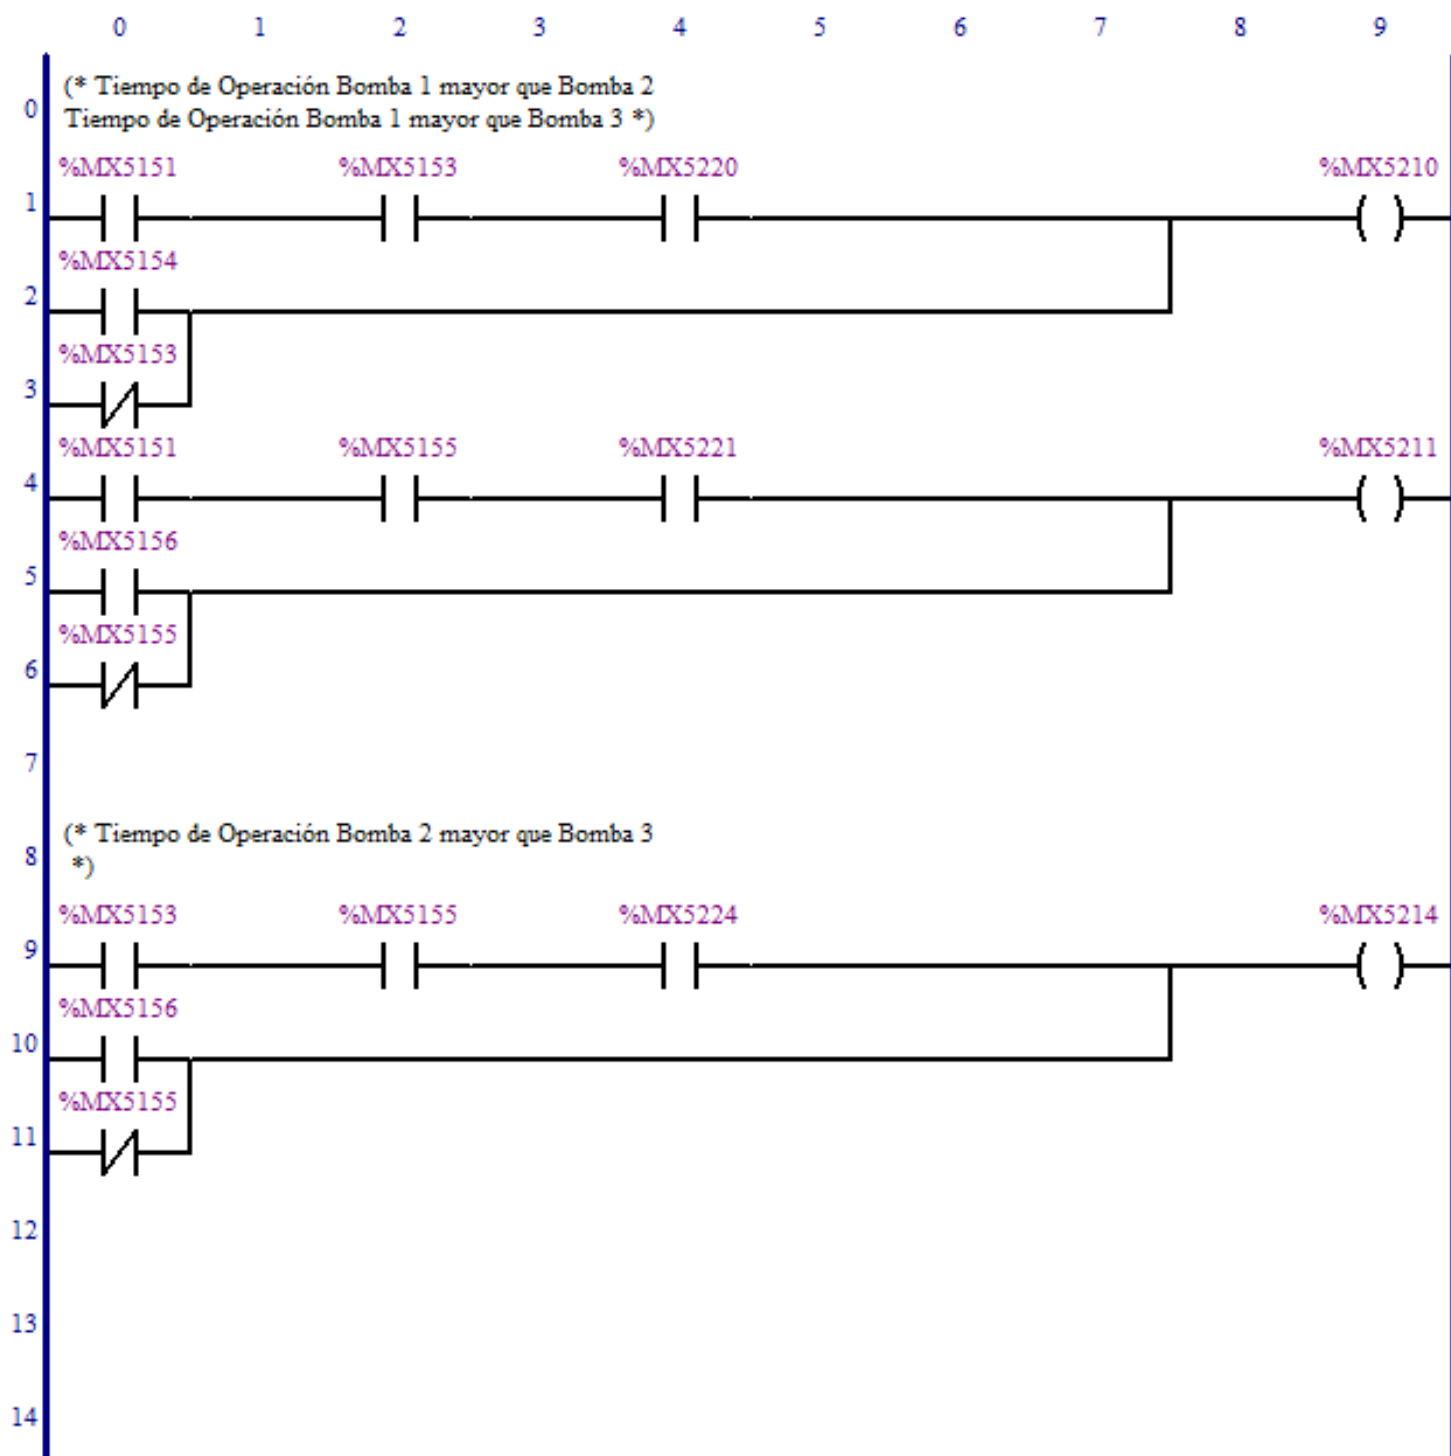 0 1 2 3 4 5 6 7 8 9
(* Tiempo de Operación Bomba 1 mayor que Bomba 2
0
Tiempo de Operación Bomba 1 mayor que Bomba 3 *)
%MX5151 %MX5153 %MX5220 %MX5210
1
%MX5154
2
%MX5153
3
%MX5151 %MX5155 %MX5221 %MX5211
4
%MX5156
5
%MX5155
6
7
(* Tiempo de Operación Bomba 2 mayor que Bomba 3
8
*)
%MX5153 %MX5155 %MX5224 %MX5214
9
%MX5156
10
%MX5155
11
12
13
14